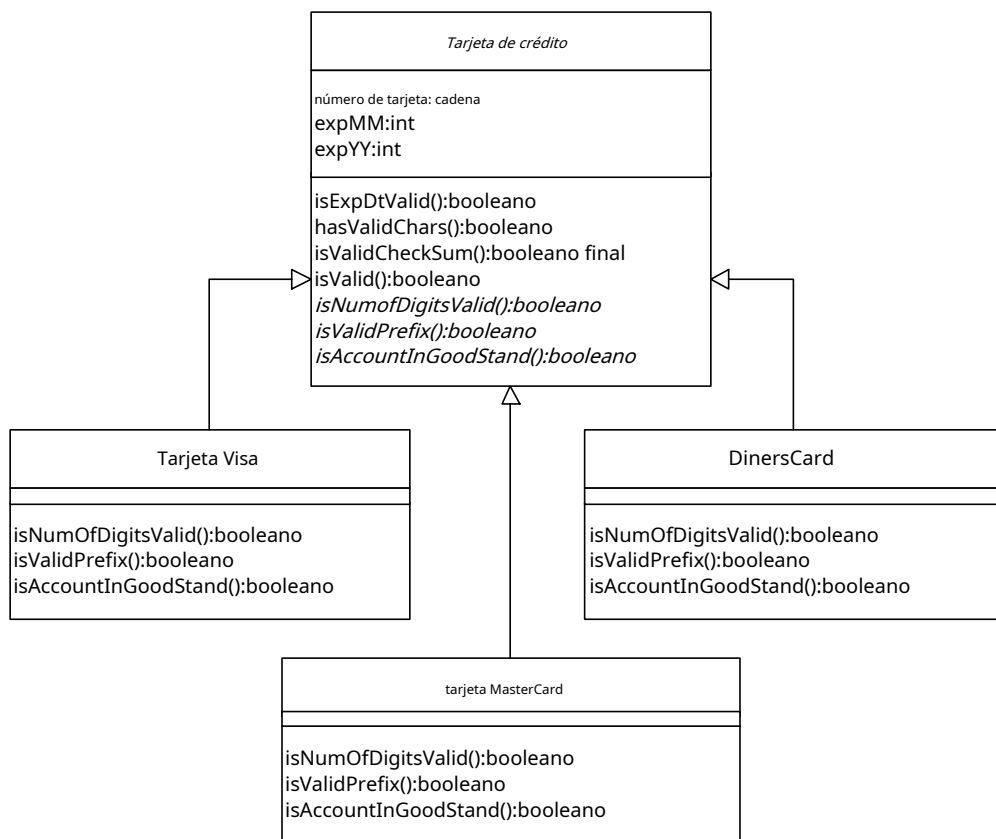 Tarjeta de crédito
número de tarjeta: cadena
expMM:int
expYY:int
isExpDtValid():booleano
hasValidChars():booleano
isValidCheckSum():booleano final
isValid():booleano
isNumofDigitsValid():booleano
isValidPrefix():booleano
isAccountInGoodStand():booleano
Tarjeta Visa
isNumOfDigitsValid():booleano
isValidPrefix():booleano
isAccountInGoodStand():booleano
DinersCard
isNumOfDigitsValid():booleano
isValidPrefix():booleano
isAccountInGoodStand():booleano
tarjeta MasterCard
isNumOfDigitsValid():booleano
isValidPrefix():booleano
isAccountInGoodStand():booleano